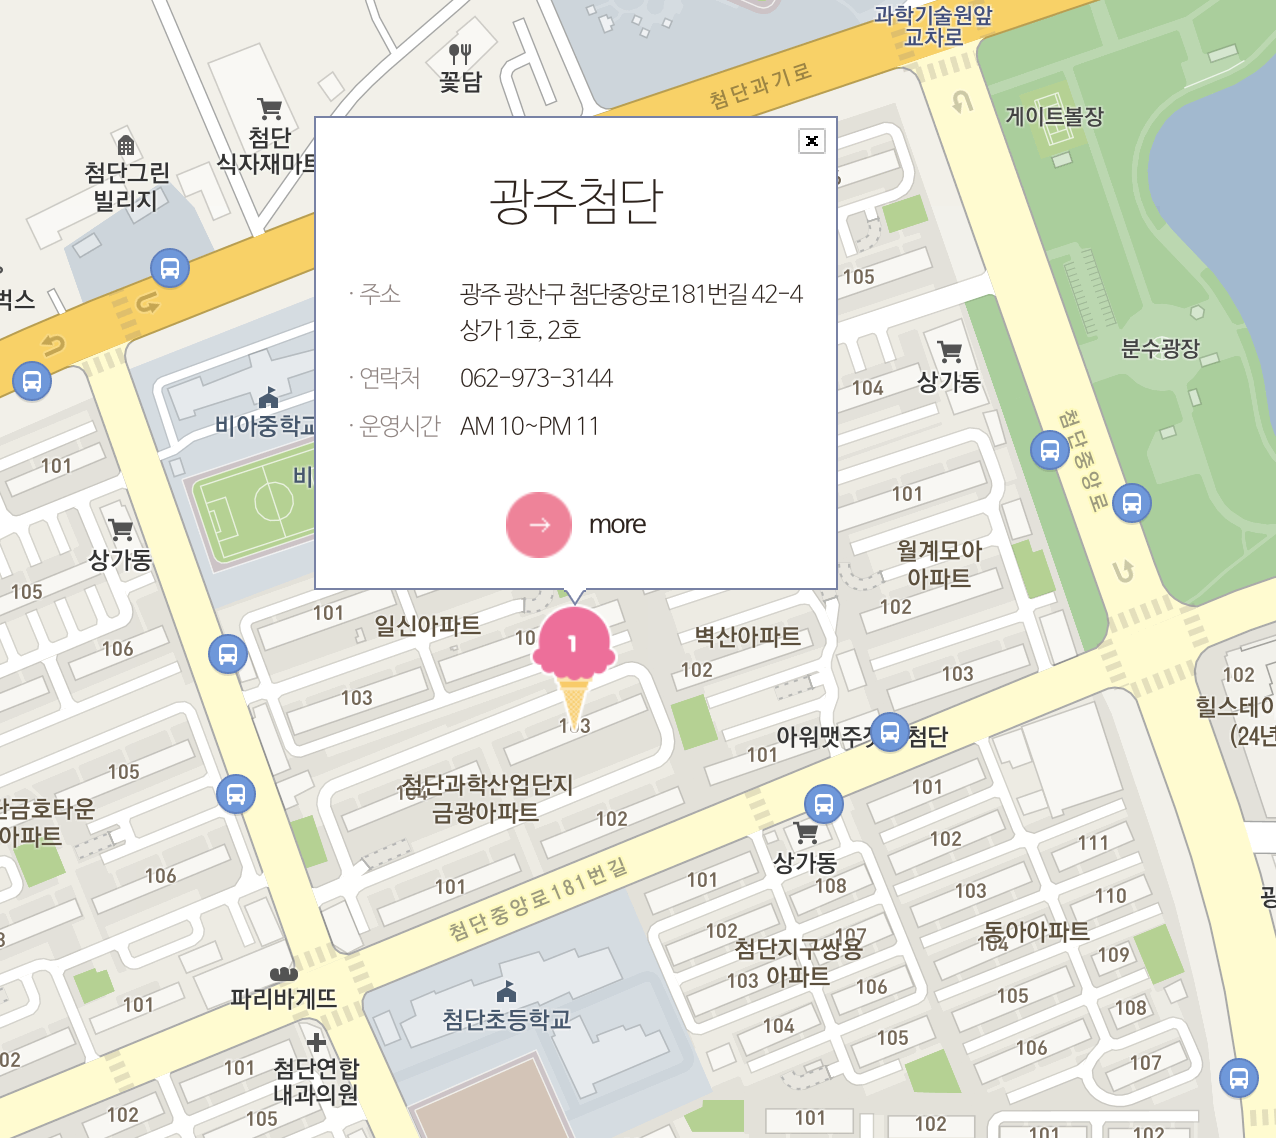 과학기술원앞
교차로
첨단과기로
꽃담
첨단
식자재마트
게이트볼장
첨단그린
빌리지
광주첨단
· 주소
광주 광산구 첨단중앙로181번길 42-4
상가 1호, 2호
· 연락처
062-973-3144
· 운영시간
AM 10~PM 11
more
105
벅스
분수광장
상가동
104
비아중학교
비
첨단중앙로
101
101
상가동
월계모아
아파트
105
101
일신아파트
10
1
벽산아파트
102
106
102
103
102
103
103
힐스테이
(24년
아워맷주
첨단
101
105
104
첨단과학산업단지
금광아파트
101
단금호타운
아파트
102
상가동
102
111
106
101
첨단중앙로181번길
101
108
103
110
102
107
첨단지구쌍용
아파트
동아아파트
104
광
3
103
106
109
파리바게뜨
101
첨단초등학교
104
105
105
108
첨단연합
내과의원
02
101
106
107
102
105
101
102
101
102